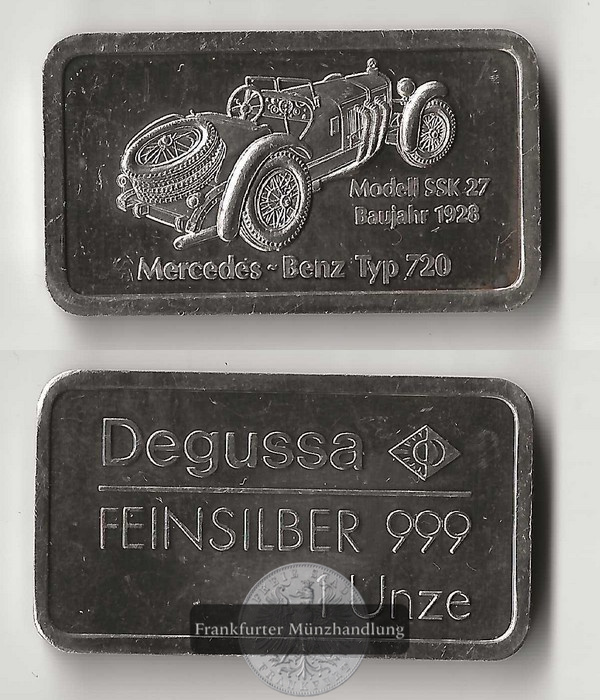 Modell SSK 27
Baujahr 1928
Mercedes-Benz Typ 720
Degussa
FEINSILBER 999
1 Unze
Frankfurter Münzhandlung